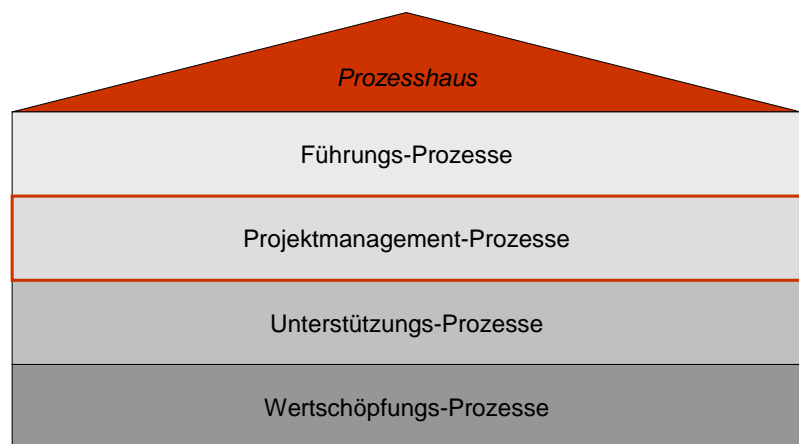 Prozesshaus
Führungs-Prozesse
Projektmanagement-Prozesse
Unterstützungs-Prozesse
Wertschöpfungs-Prozesse